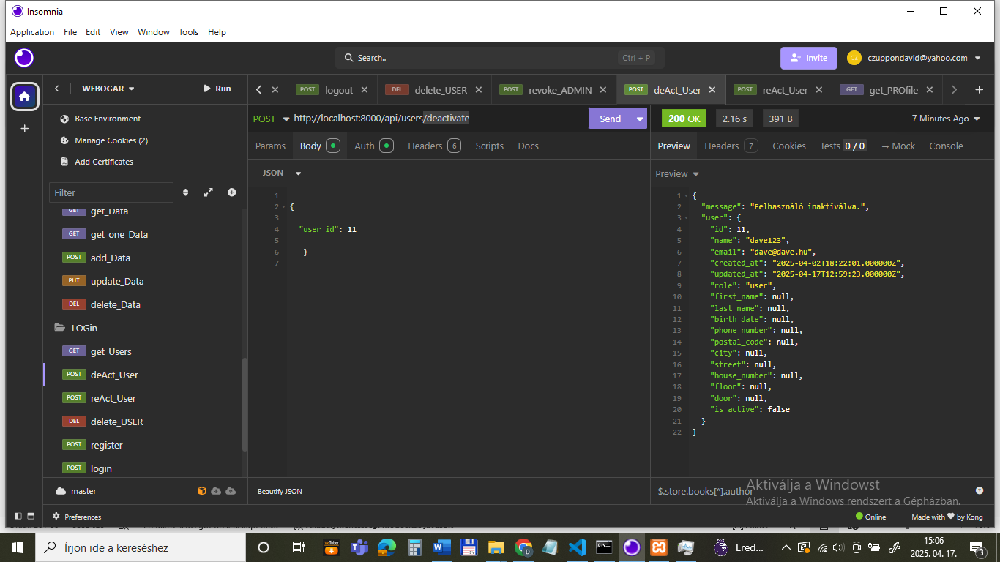 Insomnia
Application File Edit View Window Tools Help
Search.. Ctrl + P
Invite
CZ czuppondavid@yahoo.com
WEBOGAR Run
POST logout
DEL delete_USER
POST revoke_ADMIN
POST deAct_User
POST reAct_User
GET get_PROfile
Base Environment
Manage Cookies (2)
Add Certificates
Filter
GET get_Data
GET get_one_Data
POST add_Data
PUT update_Data
DEL delete_Data
LOGin
GET get_Users
POST deAct_User
POST reAct_User
DEL delete_USER
POST register
POST login
master
Preferences
POST http://localhost:8000/api/users/deactivate Send
Params Body Auth Headers 6 Scripts Docs
JSON
1
2 {
3
4 "user_id": 11
5
6 }
7
Beautify JSON
200 OK 2.16 s 391 B 7 Minutes Ago
Preview Headers 7 Cookies Tests 0 / 0 → Mock Console
Preview
1 {
2 "message": "Felhasználó inaktiválva.",
3 "user": {
4 "id": 11,
5 "name": "dave123",
6 "email": "dave@dave.hu",
7 "created_at": "2025-04-02T18:22:01.000000Z",
8 "updated_at": "2025-04-17T12:59:23.000000Z",
9 "role": "user",
10 "first_name": null,
11 "last_name": null,
12 "birth_date": null,
13 "phone_number": null,
14 "postal_code": null,
15 "city": null,
16 "street": null,
17 "house_number": null,
18 "floor": null,
19 "door": null,
20 "is_active": false
21 }
22 }
$.store.books[*].author
Aktiválja a Windowst
Aktiválja a Windows rendszert a Gépházban.
Online Made with by Kong
Írjon ide a kereséshez
Ered...
15:06
2025. 04. 17.
3